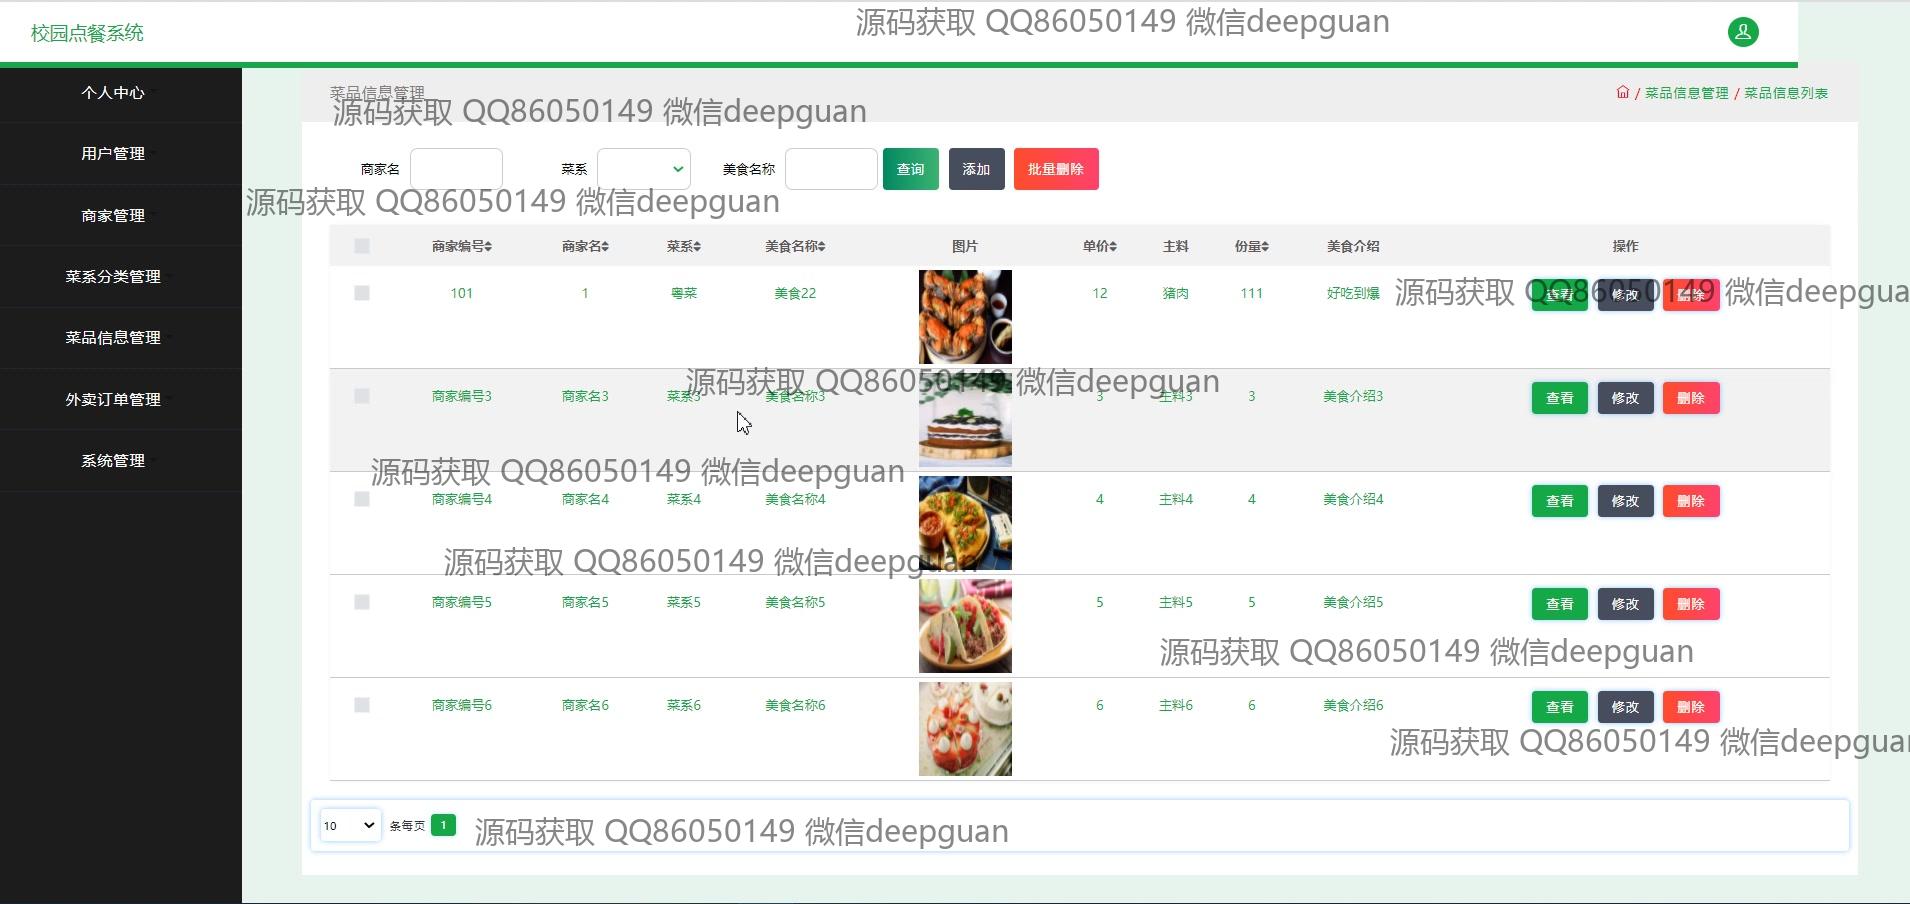 校园点餐系统
源码获取 QQ86050149 微信deepguan
个人中心
用户管理
商家管理
菜系分类管理
菜品信息管理
外卖订单管理
系统管理
菜品信息管理
/ 菜品信息管理 / 菜品信息列表
源码获取 QQ86050149 微信deepguan
商家名 菜系 美食名称 查询 添加 批量删除
源码获取 QQ86050149 微信deepguan
商家编号 商家名 菜系 美食名称 图片 单价 主料 份量 美食介绍 操作
101 1 粤菜 美食22 12 猪肉 111 好吃到爆 查看 修改 删除
源码获取 QQ86050149 微信deepgua
源码获取 QQ86050149 微信deepguan
商家编号3 商家名3 菜系3 美食名称3 3 主料3 3 美食介绍3 查看 修改 删除
源码获取 QQ86050149 微信deepguan
商家编号4 商家名4 菜系4 美食名称4 4 主料4 4 美食介绍4 查看 修改 删除
源码获取 QQ86050149 微信deepguan
商家编号5 商家名5 菜系5 美食名称5 5 主料5 5 美食介绍5 查看 修改 删除
源码获取 QQ86050149 微信deepguan
商家编号6 商家名6 菜系6 美食名称6 6 主料6 6 美食介绍6 查看 修改 删除
源码获取 QQ86050149 微信deepguan
10 条每页 1
源码获取 QQ86050149 微信deepguan